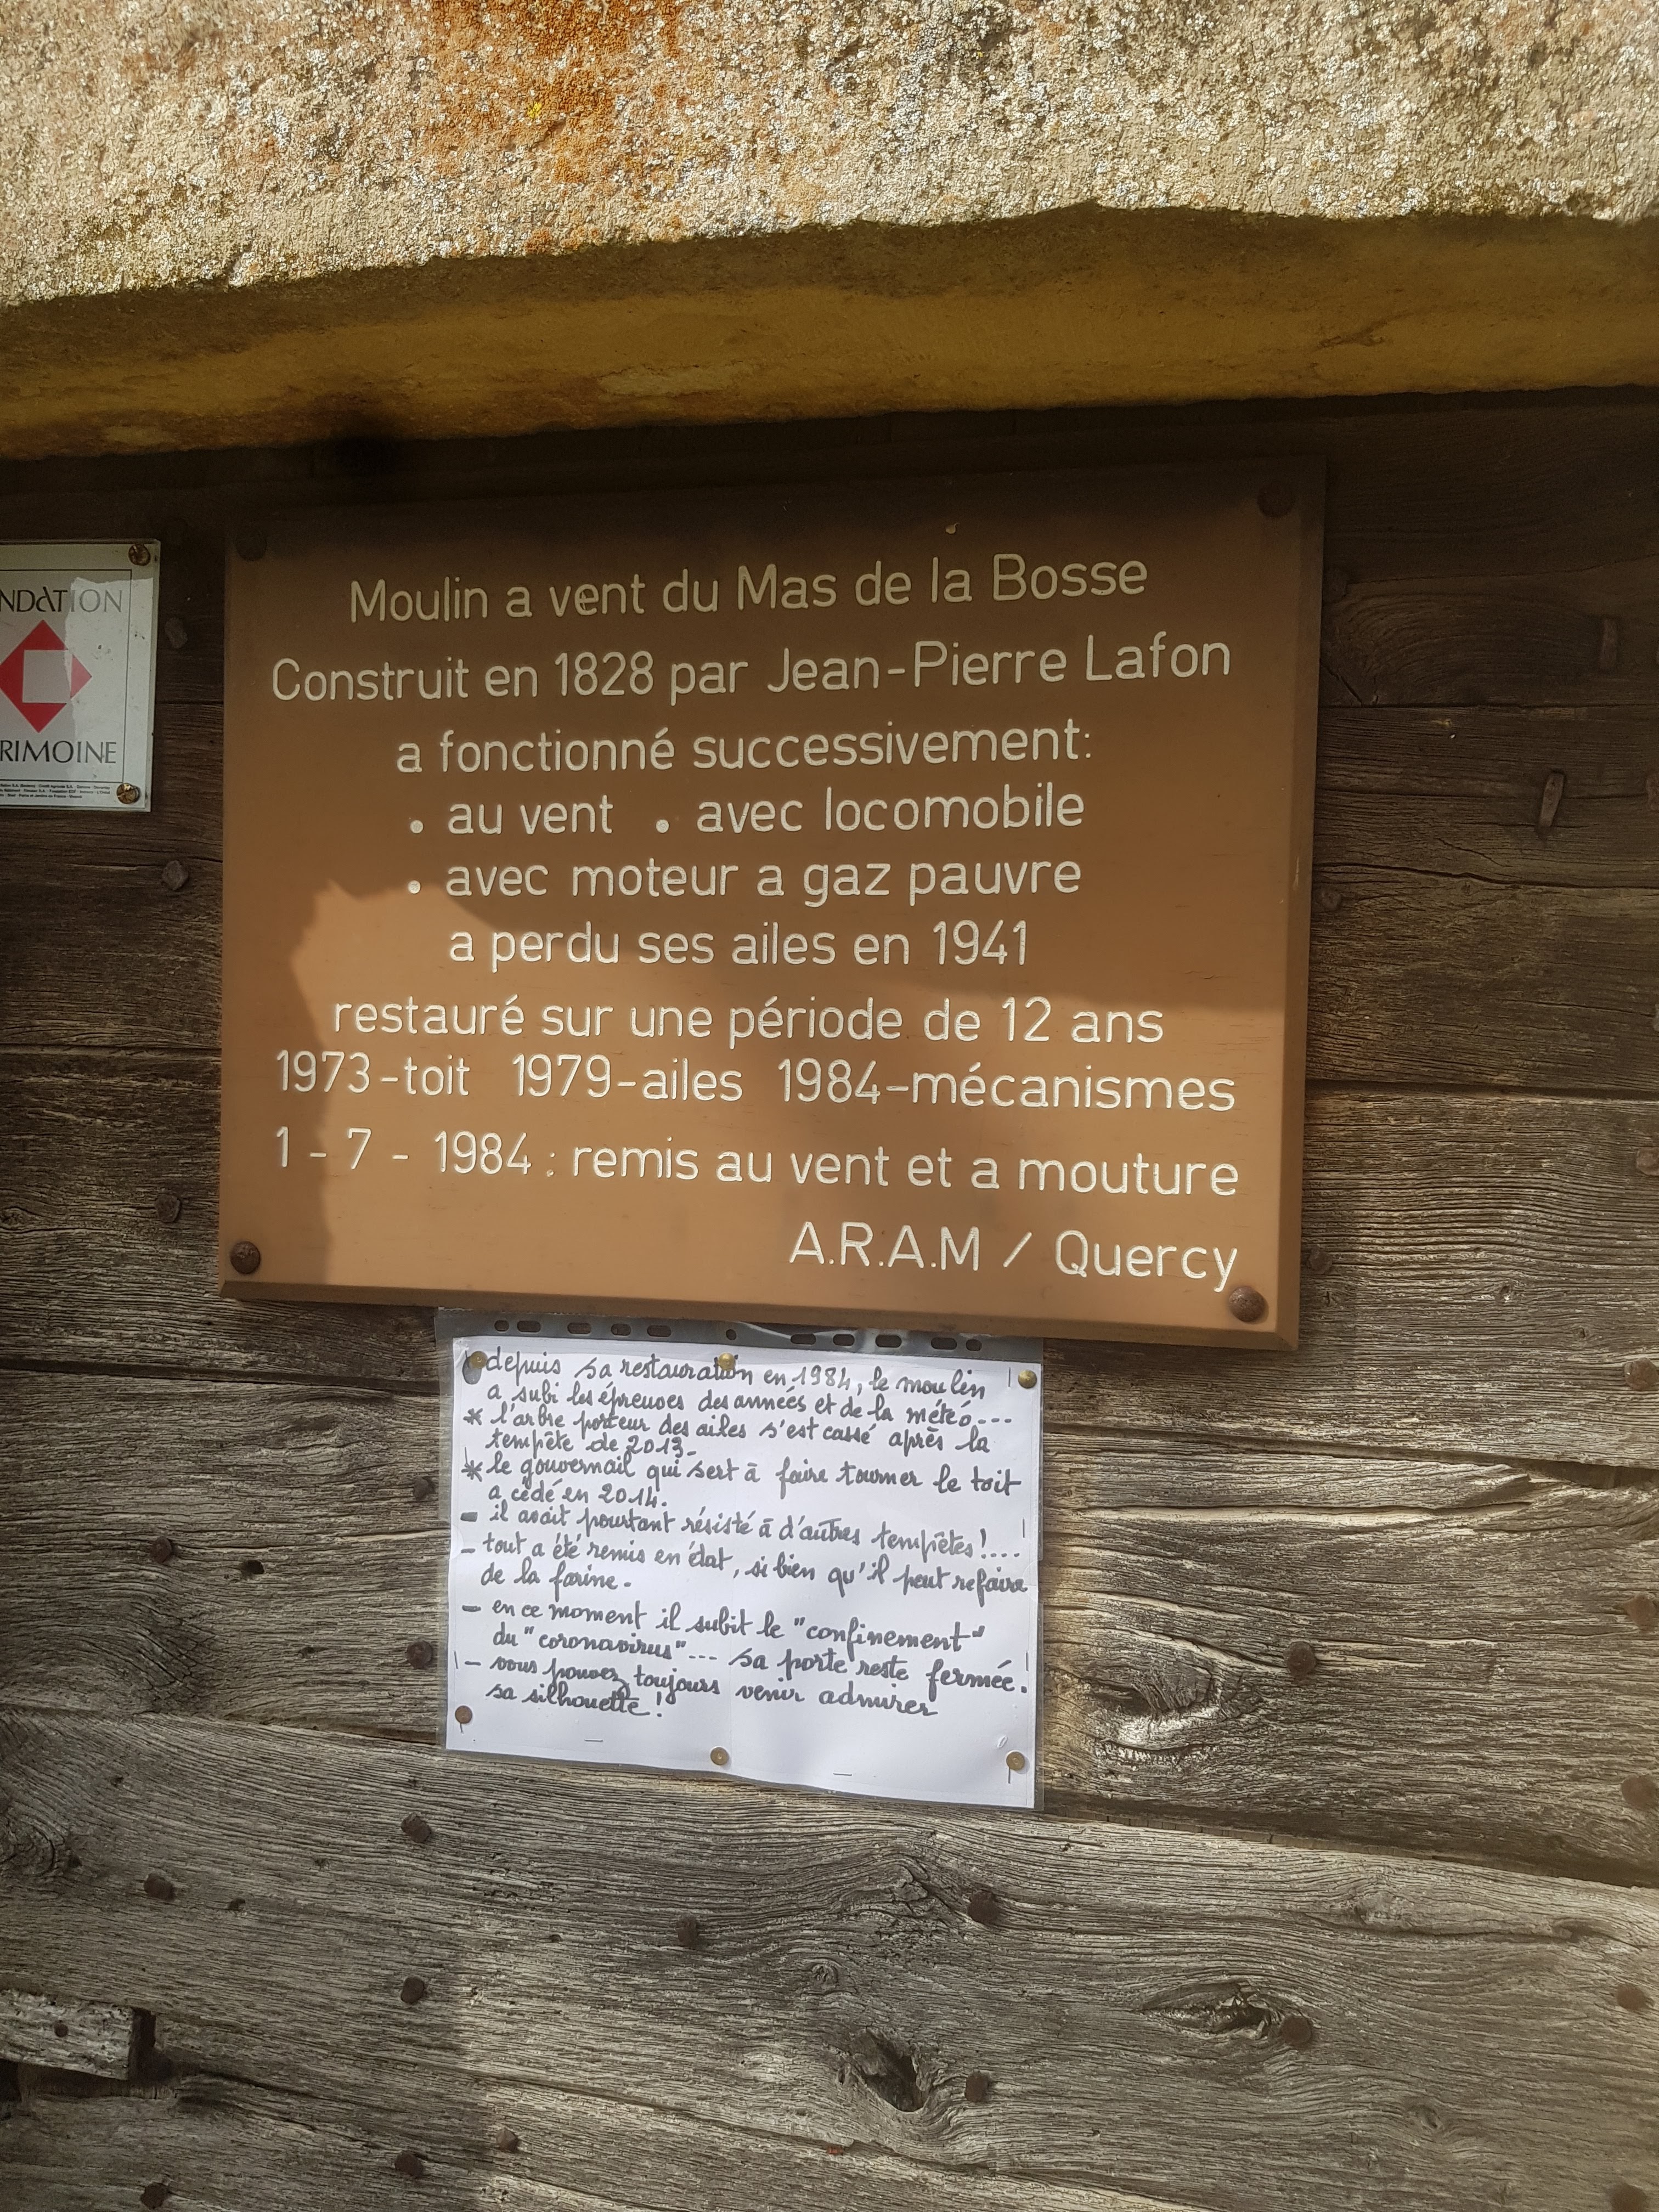 NDATION
RIMOINE
Moulin a vent du Mas de la Bosse
Construit en 1828 par Jean-Pierre Lafon
a fonctionné successivement:
. au vent . avec locomobile
. avec moteur a gaz pauvre
a perdu ses ailes en 1941
restauré sur une période de 12 ans
1973-toit 1979-ailes 1984-mécanismes
1 - 7 - 1984 : remis au vent et a mouture
A.R.A.M / Quercy
depuis sa restauration en 1984, le moulin
a subi les épreuves des années et de la météo...
* l'arbre porteur des ailes s'est cassé après la
tempête de 2013.
* le gouvernail qui sert à faire tourner le toit
a cédé en 2014.
- il avait pourtant résisté à d'autres tempêtes!....
- tout a été remis en état, si bien qu'il peut refaire
de la farine.
- en ce moment il subit le "confinement"
du "coronavirus"... sa porte reste fermée.
- vous pouvez toujours venir admirer
sa silhouette !